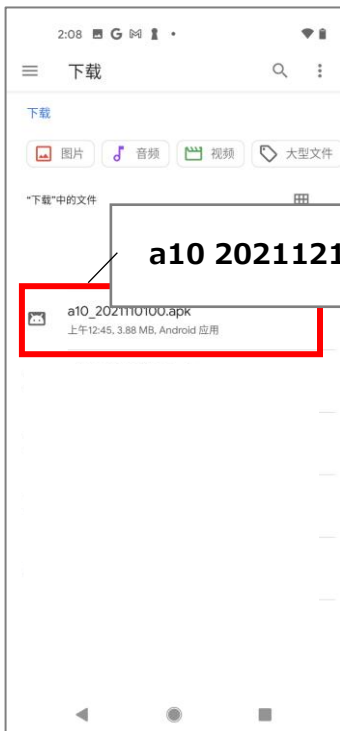 2:08
下载
下载
图片
音频
视频
大型文件
"下载"中的文件
a10 2021121
a10_2021110100.apk
上午12:45, 3.88 MB, Android 应用